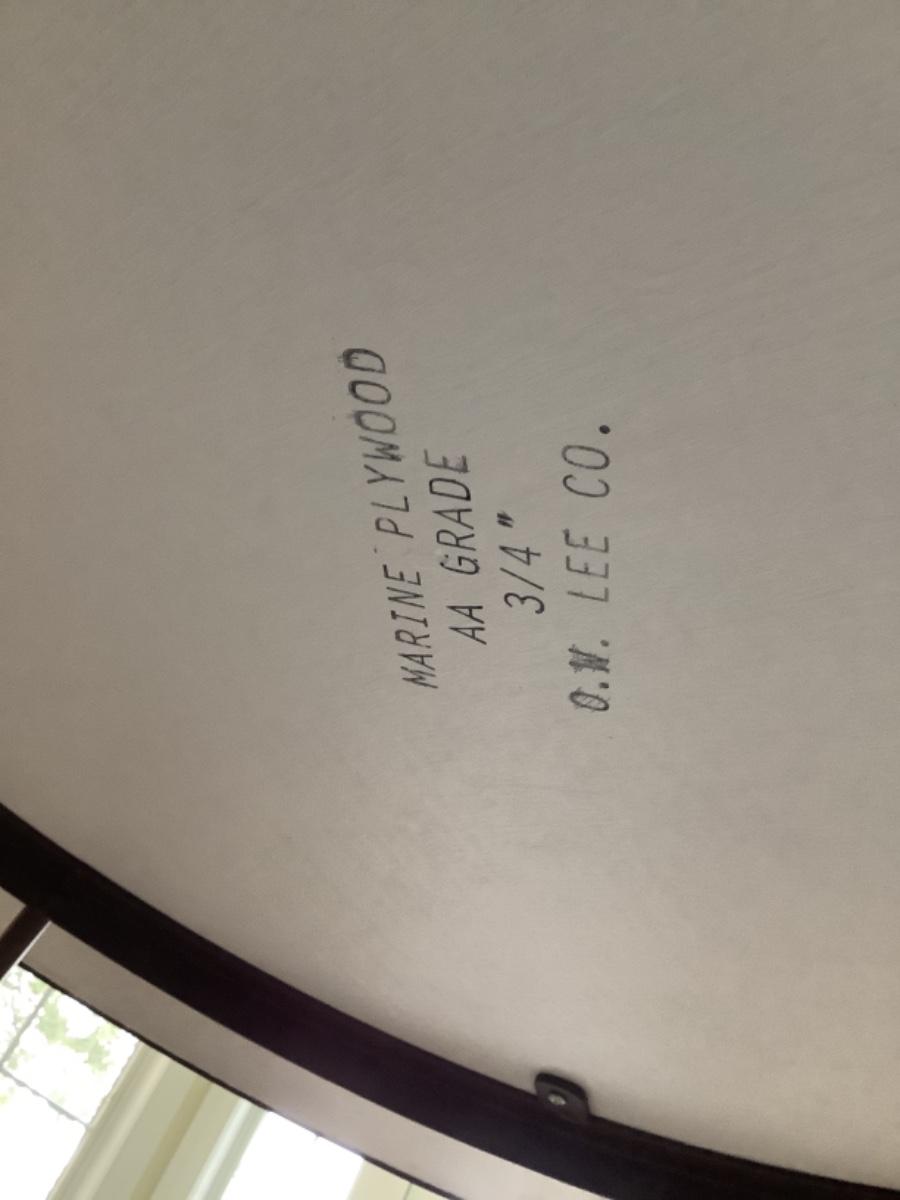 MARINE PLYWOOD
AA GRADE
3/4"
O.W. LEE CO.